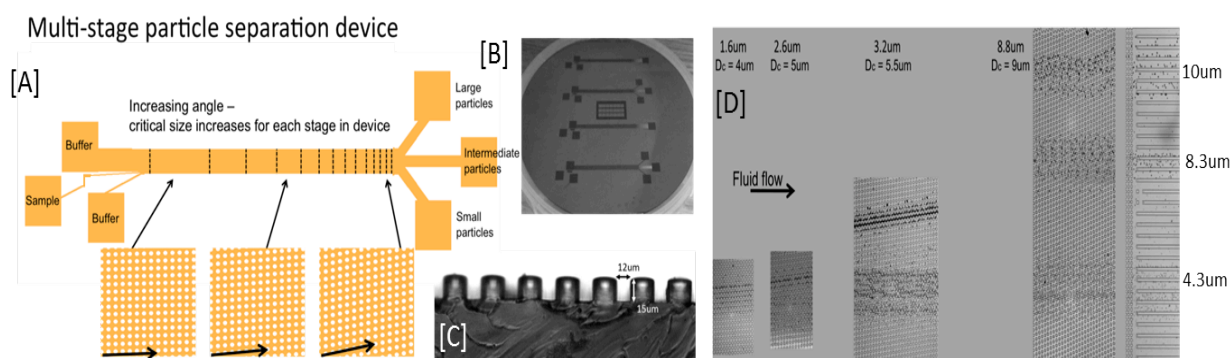 Multi-stage particle separation device
[A]
Increasing angle –
critical size increases for each stage in device
Buffer
Sample
Buffer
Large
particles
Intermediate
particles
Small
particles
[B]
[C]
12um
15um
[D]
1.6um
Dc = 4um
2.6um
Dc = 5um
3.2um
Dc = 5.5um
8.8um
Dc = 9um
Fluid flow
10um
8.3um
4.3um